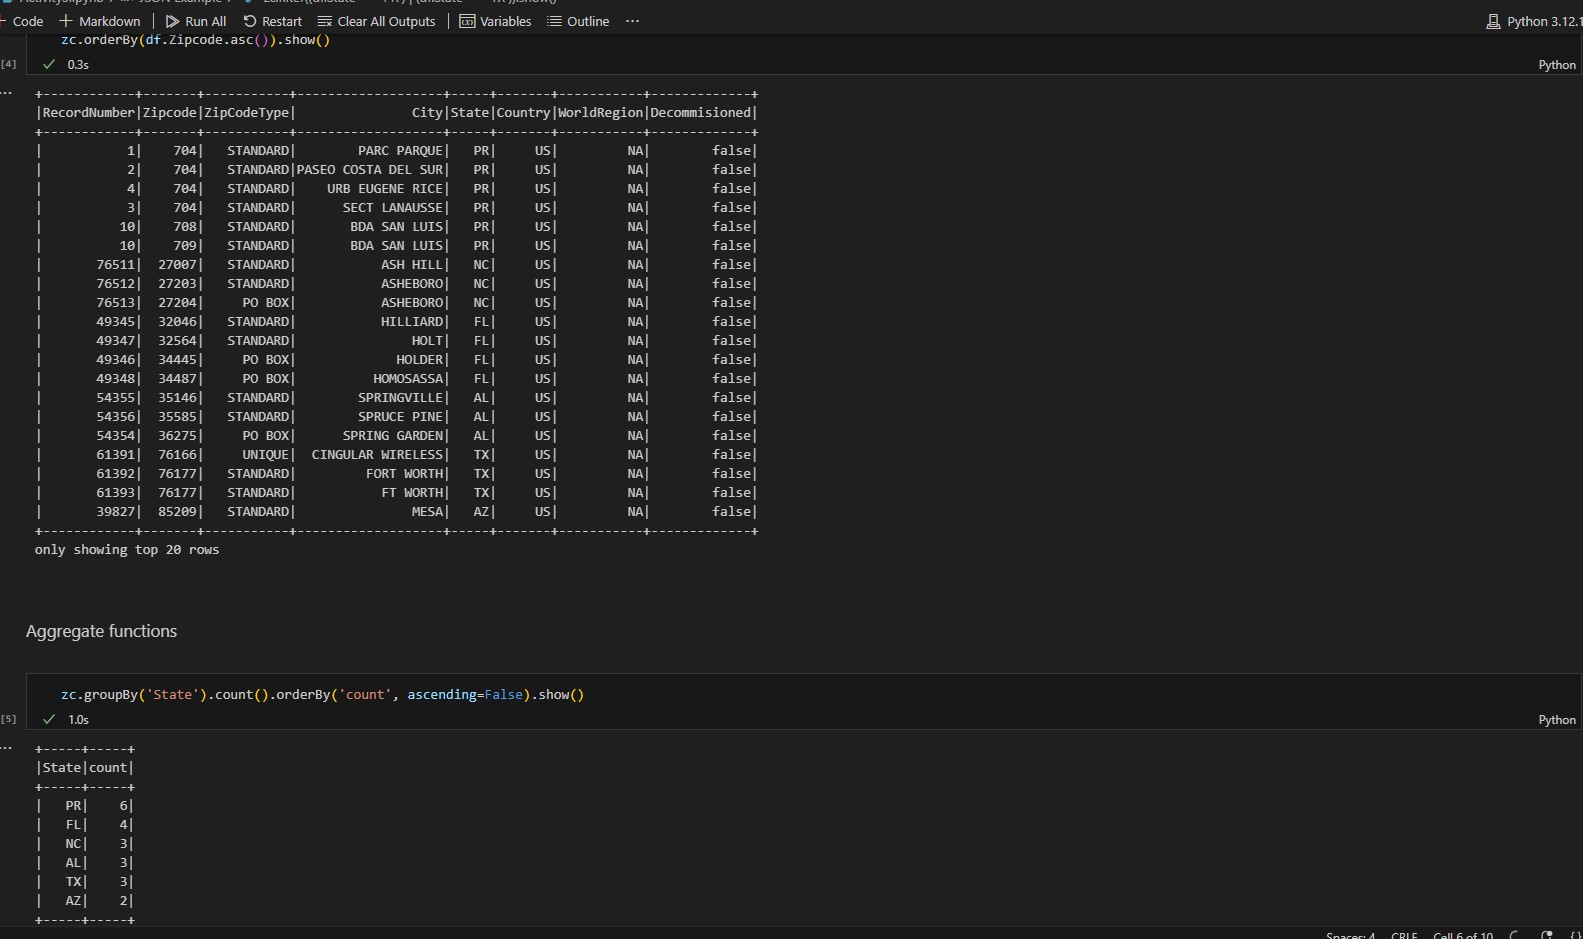 Code Markdown Run All Restart Clear All Outputs Variables Outline ... Python 3.12.1
zc.orderBy(df.Zipcode.asc()).show()
[4] 0.3s Python
+------------+-------+-----------+-------------------+-----+-------+-----------+------------+
|RecordNumber|Zipcode|ZipCodeType|               City|State|Country|WorldRegion|Decommisioned|
+------------+-------+-----------+-------------------+-----+-------+-----------+-------------+
|           1|    704|   STANDARD|        PARC PARQUE|   PR|     US|         NA|        false|
|           2|    704|   STANDARD|PASEO COSTA DEL SUR|   PR|     US|         NA|        false|
|           4|    704|   STANDARD|    URB EUGENE RICE|   PR|     US|         NA|        false|
|           3|    704|   STANDARD|      SECT LANAUSSE|   PR|     US|         NA|        false|
|          10|    708|   STANDARD|       BDA SAN LUIS|   PR|     US|         NA|        false|
|          10|    709|   STANDARD|       BDA SAN LUIS|   PR|     US|         NA|        false|
|       76511|  27007|   STANDARD|           ASH HILL|   NC|     US|         NA|        false|
|       76512|  27203|   STANDARD|           ASHEBORO|   NC|     US|         NA|        false|
|       76513|  27204|     PO BOX|           ASHEBORO|   NC|     US|         NA|        false|
|       49345|  32046|   STANDARD|           HILLIARD|   FL|     US|         NA|        false|
|       49347|  32564|   STANDARD|               HOLT|   FL|     US|         NA|        false|
|       49346|  34445|     PO BOX|             HOLDER|   FL|     US|         NA|        false|
|       49348|  34487|     PO BOX|          HOMOSASSA|   FL|     US|         NA|        false|
|       54355|  35146|   STANDARD|        SPRINGVILLE|   AL|     US|         NA|        false|
|       54356|  35585|   STANDARD|        SPRUCE PINE|   AL|     US|         NA|        false|
|       54354|  36275|     PO BOX|      SPRING GARDEN|   AL|     US|         NA|        false|
|       61391|  76166|     UNIQUE|  CINGULAR WIRELESS|   TX|     US|         NA|        false|
|       61392|  76177|   STANDARD|         FORT WORTH|   TX|     US|         NA|        false|
|       61393|  76177|   STANDARD|           FT WORTH|   TX|     US|         NA|        false|
|       39827|  85209|   STANDARD|               MESA|   AZ|     US|         NA|        false|
+------------+-------+-----------+-------------------+-----+-------+-----------+-------------+
only showing top 20 rows
Aggregate functions
zc.groupBy('State').count().orderBy('count', ascending=False).show()
[5] 1.0s Python
+-----+-----+
|State|count|
+-----+-----+
|   PR|    6|
|   FL|    4|
|   NC|    3|
|   AL|    3|
|   TX|    3|
|   AZ|    2|
+-----+-----+
Spaces: 4 CRLF Cell 6 of 10